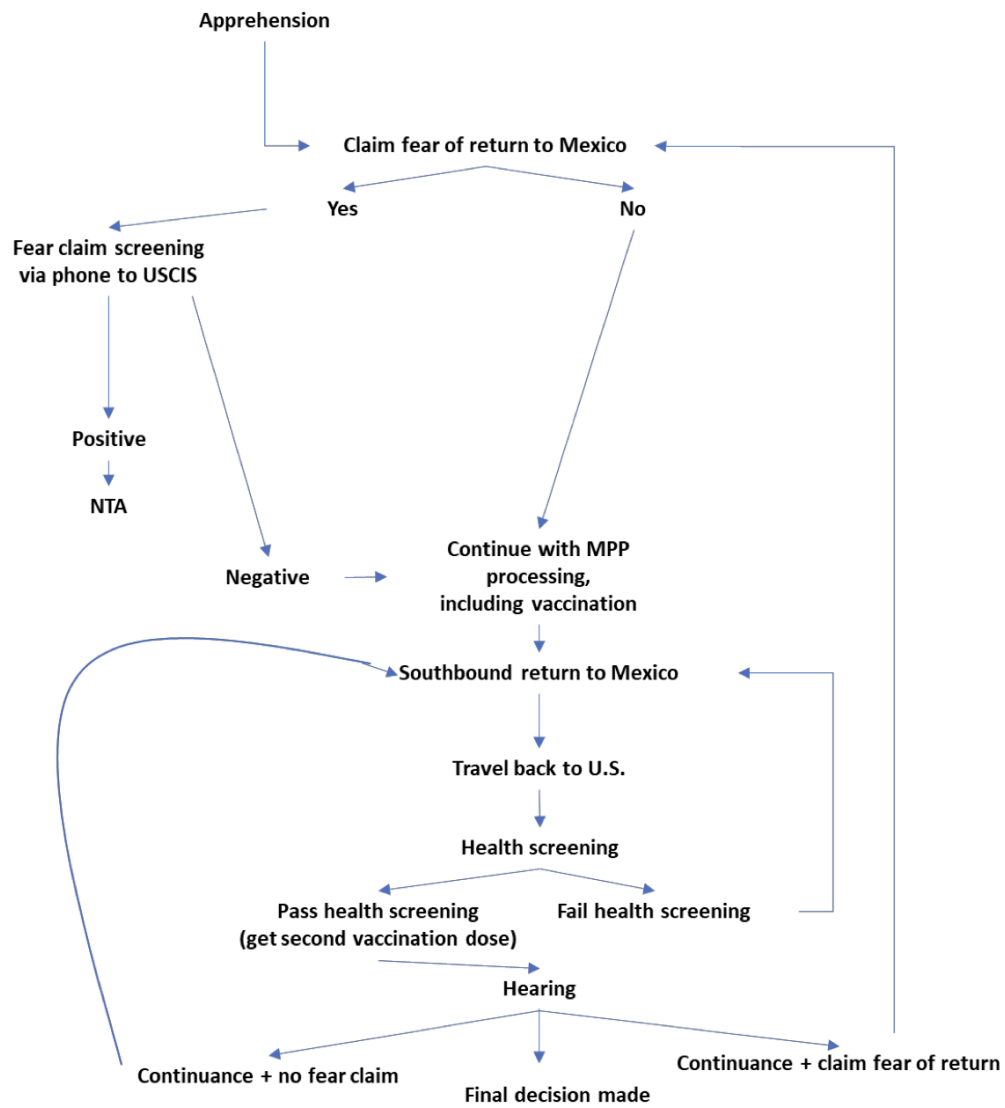 Apprehension
Claim fear of return to Mexico
Yes
No
Fear claim screening
via phone to USCIS
Positive
NTA
Negative
Continue with MPP
processing,
including vaccination
Southbound return to Mexico
Travel back to U.S.
Health screening
Pass health screening
(get second vaccination dose)
Fail health screening
Hearing
Continuance + no fear claim
Final decision made
Continuance + claim fear of return